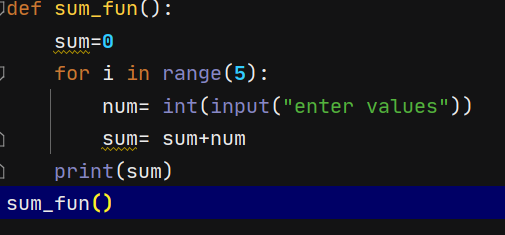 def sum_fun():
    sum=0
    for i in range(5):
        num= int(input("enter values"))
        sum= sum+num
    print(sum)
sum_fun()